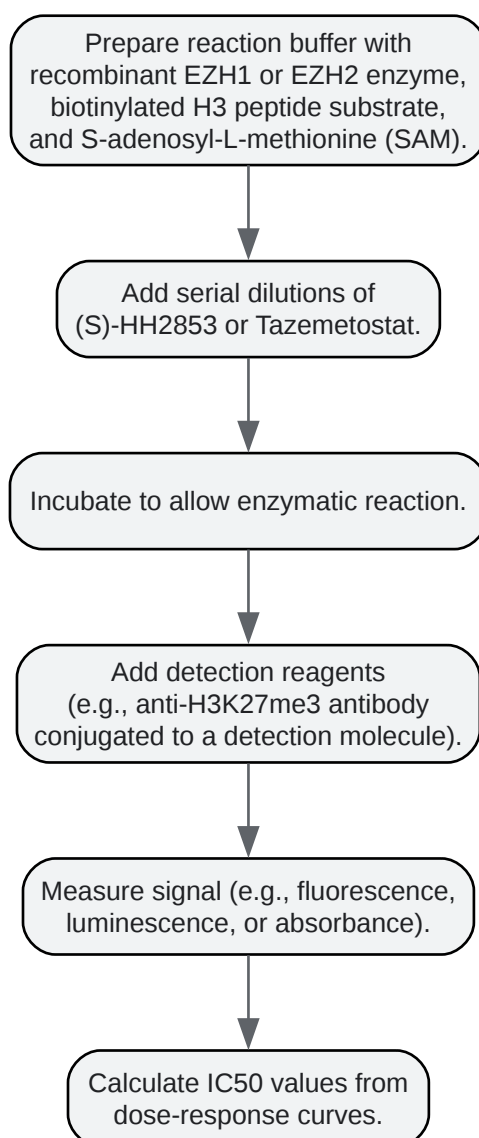 Prepare reaction buffer with
recombinant EZH1 or EZH2 enzyme,
biotinylated H3 peptide substrate,
and S-adenosyl-L-methionine (SAM).
Add serial dilutions of
(S)-HH2853 or Tazemetostat.
Incubate to allow enzymatic reaction.
Add detection reagents
(e.g., anti-H3K27me3 antibody
conjugated to a detection molecule).
Measure signal (e.g., fluorescence,
luminescence, or absorbance).
Calculate IC50 values from
dose-response curves.